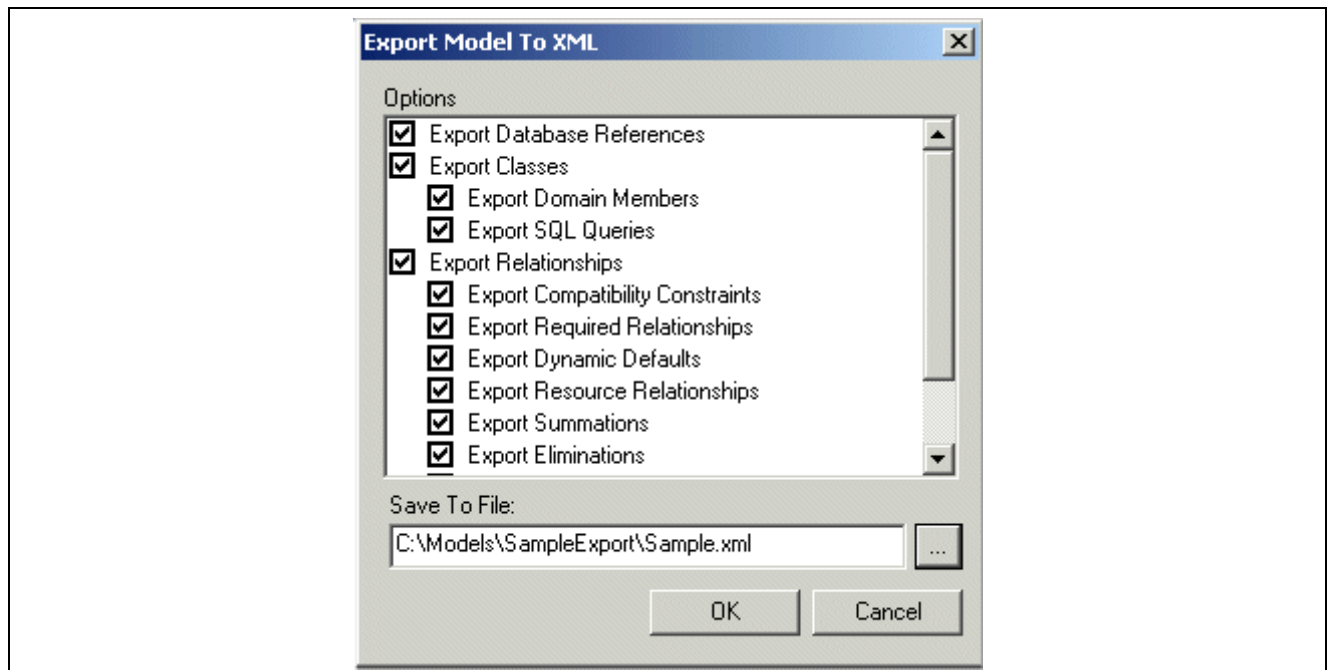 Export Model To XML
Options
Export Database References
Export Classes
Export Domain Members
Export SQL Queries
Export Relationships
Export Compatibility Constraints
Export Required Relationships
Export Dynamic Defaults
Export Resource Relationships
Export Summations
Export Eliminations
Save To File:
C:\Models\SampleExport\Sample.xml
...
OK
Cancel